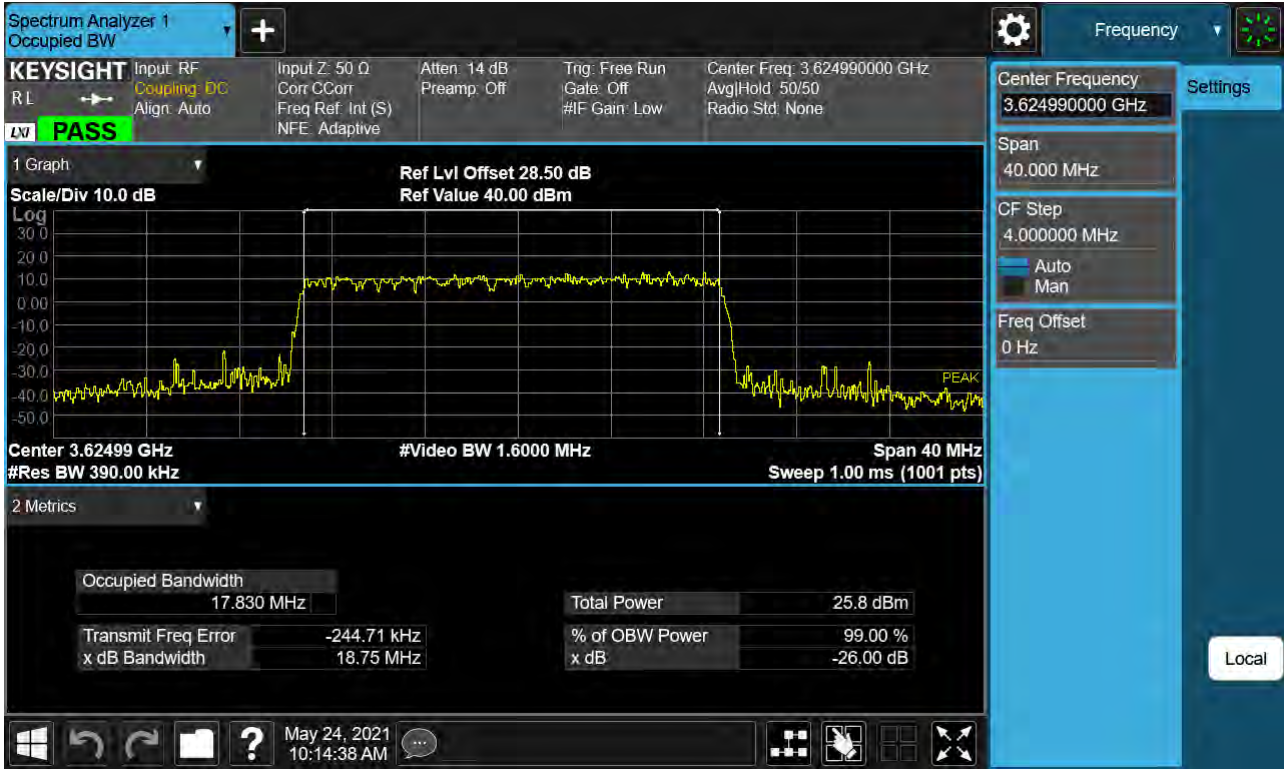 Spectrum Analyzer 1
Occupied BW
Frequency
KEYSIGHT
R L
LXI
PASS
Input: RF
Coupling: DC
Align: Auto
Input Z: 50 Ω
Corr CCorr
Freq Ref: Int (S)
NFE: Adaptive
Atten: 14 dB
Preamp: Off
Trig: Free Run
Gate: Off
#IF Gain: Low
Center Freq: 3.624990000 GHz
Avg|Hold: 50/50
Radio Std: None
Center Frequency
3.624990000 GHz
Settings
Span
40.000 MHz
CF Step
4.000000 MHz
Auto
Man
Freq Offset
0 Hz
Local
1 Graph
Scale/Div 10.0 dB
Ref Lvl Offset 28.50 dB
Ref Value 40.00 dBm
Log
30.0
20.0
10.0
0.00
-10.0
-20.0
-30.0
-40.0
-50.0
PEAK
Center 3.62499 GHz
#Video BW 1.6000 MHz
Span 40 MHz
#Res BW 390.00 kHz
Sweep 1.00 ms (1001 pts)
2 Metrics
Occupied Bandwidth
17.830 MHz
Total Power 25.8 dBm
Transmit Freq Error -244.71 kHz
% of OBW Power 99.00 %
x dB Bandwidth 18.75 MHz
x dB -26.00 dB
?
May 24, 2021
10:14:38 AM